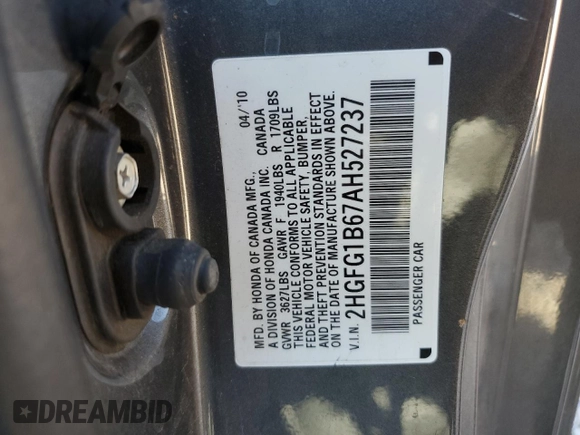 MFD. BY HONDA OF CANADA MFG., 04/'10
A DIVISION OF HONDA CANADA INC. CANADA
GVWR 3627LBS GAWR F 1940LBS R 1709LBS
THIS VEHICLE CONFORMS TO ALL APPLICABLE
FEDERAL MOTOR VEHICLE SAFETY, BUMPER,
AND THEFT PREVENTION STANDARDS IN EFFECT
ON THE DATE OF MANUFACTURE SHOWN ABOVE.
V.I.N. 2HGFG1B67AH527237
PASSENGER CAR
DREAMBID